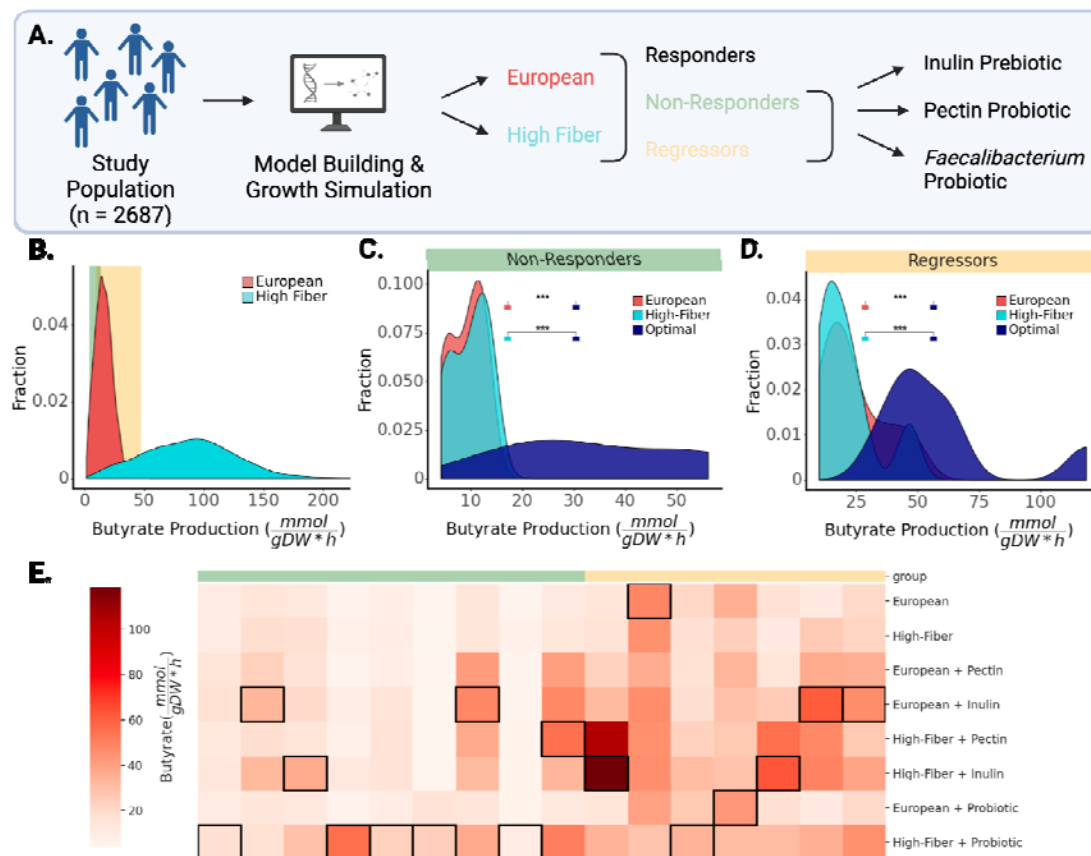 A.
Study
Population
(n = 2687)
Model Building &
Growth Simulation
European
High Fiber
Responders
Non-Responders
Regressors
Inulin Prebiotic
Pectin Probiotic
Faecalibacterium
Probiotic
B.
European
High Fiber
Fraction
0.04
0.02
0
0
50
100
150
200
Butyrate Production (mmol
gDW * h)
C.
Non-Responders
European
High-Fiber
Optimal
***
***
Fraction
0.100
0.075
0.050
0.025
0
10
20
30
40
50
Butyrate Production (mmol
gDW * h)
D.
Regressors
European
High-Fiber
Optimal
***
***
Fraction
0.04
0.03
0.02
0.01
0
25
50
75
100
Butyrate Production (mmol
gDW * h)
E.
100
80
60
40
20
Butyrate(mmol
gDW * h)
group
European
High-Fiber
European + Pectin
European + Inulin
High-Fiber + Pectin
High-Fiber + Inulin
European + Probiotic
High-Fiber + Probiotic